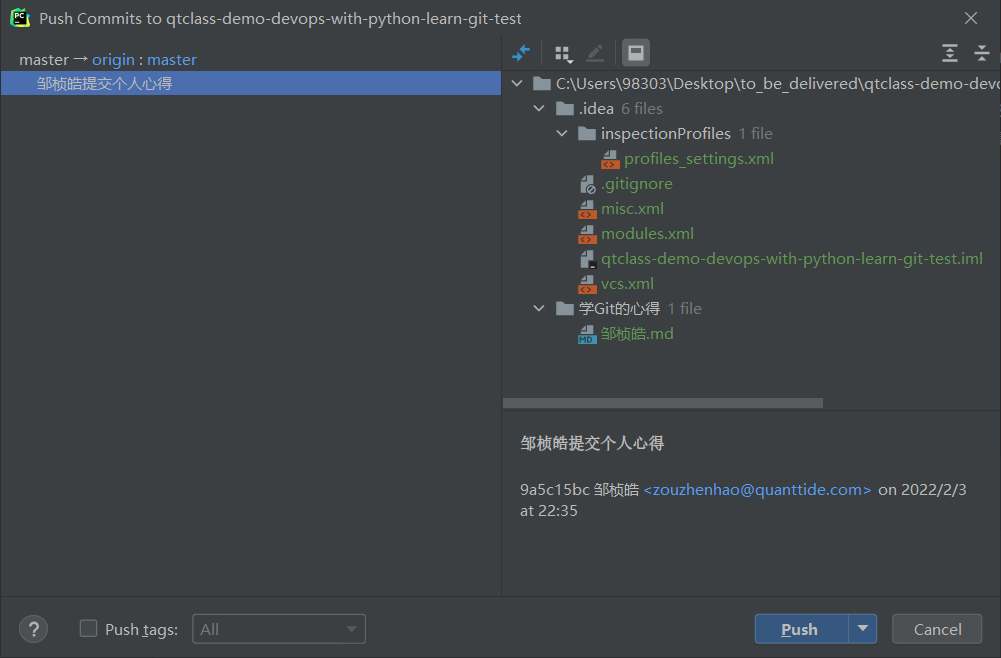 Push Commits to qtclass-demo-devops-with-python-learn-git-test
master → origin : master
邹桢皓提交个人心得
C:\Users\98303\Desktop\to_be_delivered\qtclass-demo-devo
.idea 6 files
inspectionProfiles 1 file
profiles_settings.xml
.gitignore
misc.xml
modules.xml
qtclass-demo-devops-with-python-learn-git-test.iml
vcs.xml
学Git的心得 1 file
邹桢皓.md
邹桢皓提交个人心得
9a5c15bc 邹桢皓 <zouzhenhao@quanttide.com> on 2022/2/3
at 22:35
? Push tags: All Push Cancel